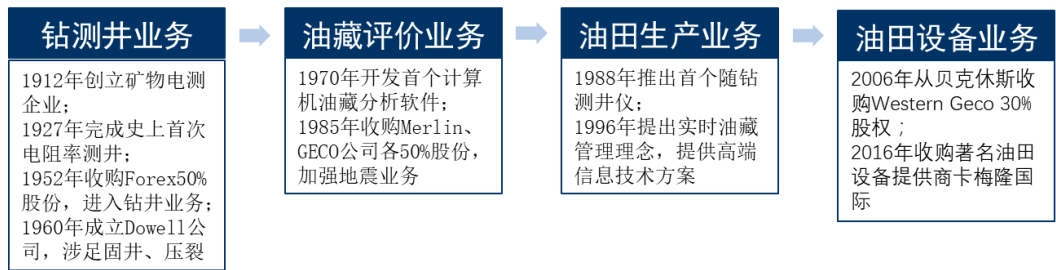 钻测井业务
1912年创立矿物电测
企业；
1927年完成史上首次
电阻率测井；
1952年收购Forex50%
股份，进入钻井业务；
1960年成立Dowell公
司，涉足固井、压裂
油藏评价业务
1970年开发首个计算
机油藏分析软件；
1985年收购Merlin、
GECO公司各50%股份，
加强地震业务
油田生产业务
1988年推出首个随钻
测井仪；
1996年提出实时油藏
管理理念，提供高端
信息技术方案
油田设备业务
2006年从贝克休斯收
购Western Geco 30%
股权；
2016年收购著名油田
设备提供商卡梅隆国
际